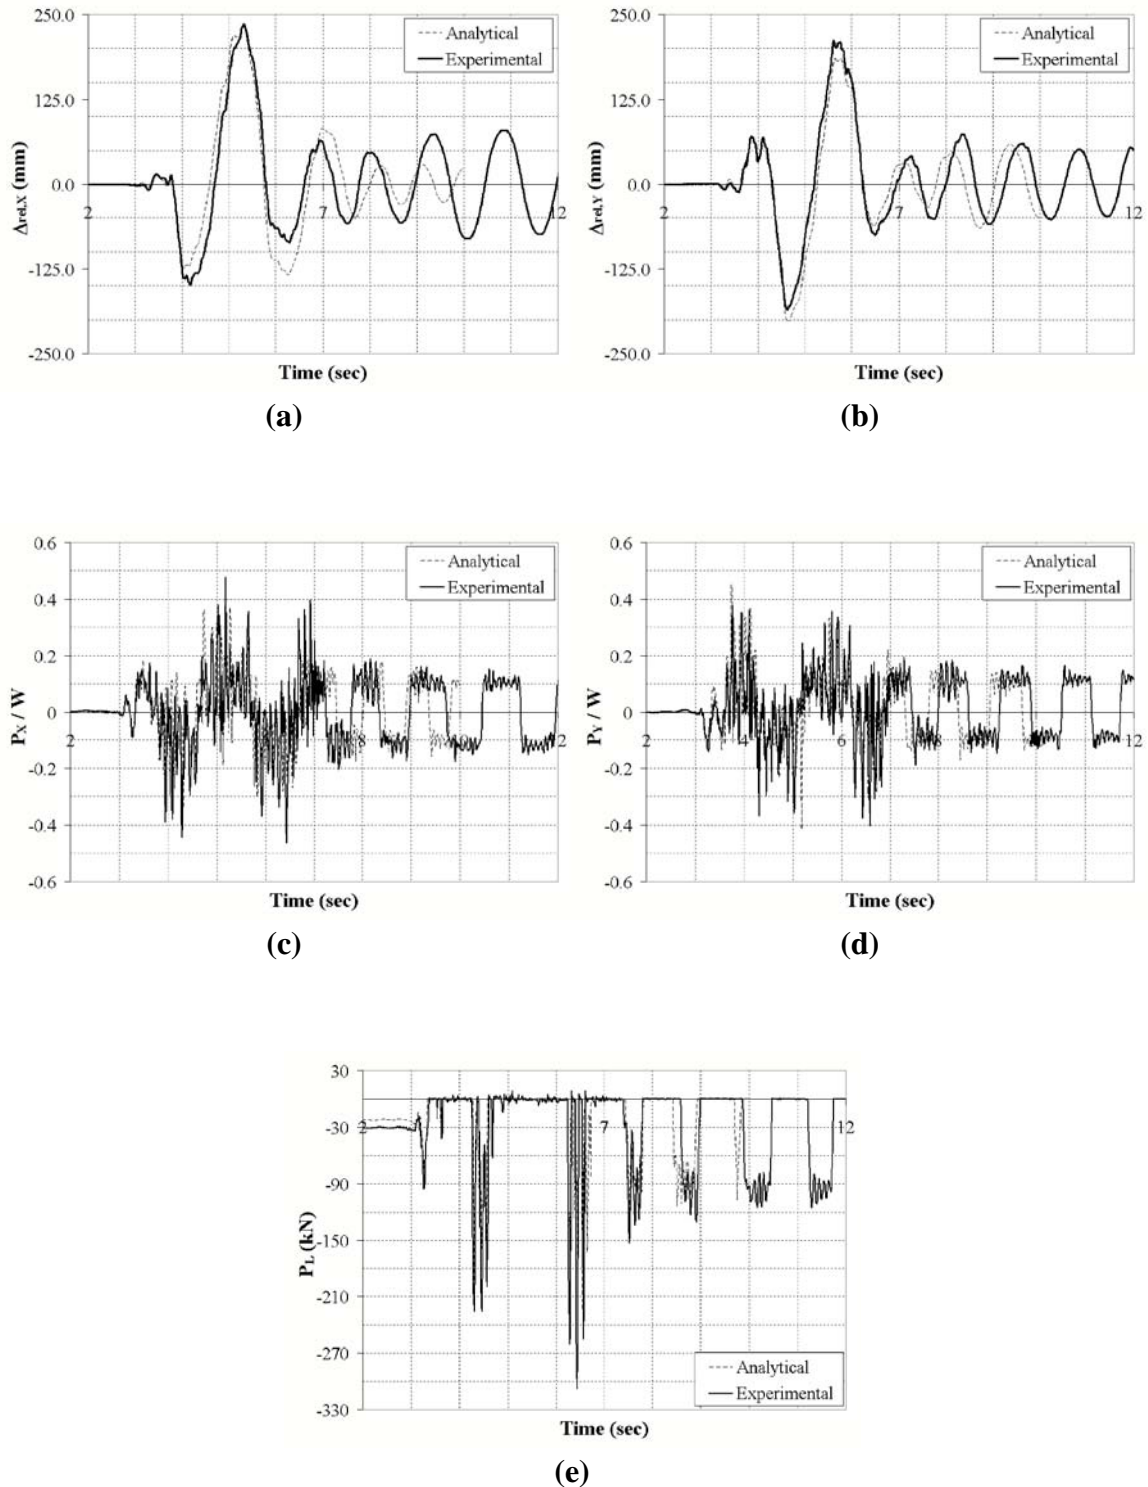 250.0
125.0
0.0
-125.0
-250.0
Δrel,X (mm)
2
7
12
Analytical
Experimental
Time (sec)
(a)
250.0
125.0
0.0
-125.0
-250.0
Δrel,Y (mm)
2
7
12
Analytical
Experimental
Time (sec)
(b)
0.6
0.4
0.2
0
-0.2
-0.4
-0.6
PX / W
2
8
2
Analytical
Experimental
Time (sec)
(c)
0.6
0.4
0.2
0
-0.2
-0.4
-0.6
PY / W
2
4
6
8
12
Analytical
Experimental
Time (sec)
(d)
30
-30
-90
-150
-210
-270
-330
PL (kN)
2
7
12
Analytical
Experimental
Time (sec)
(e)